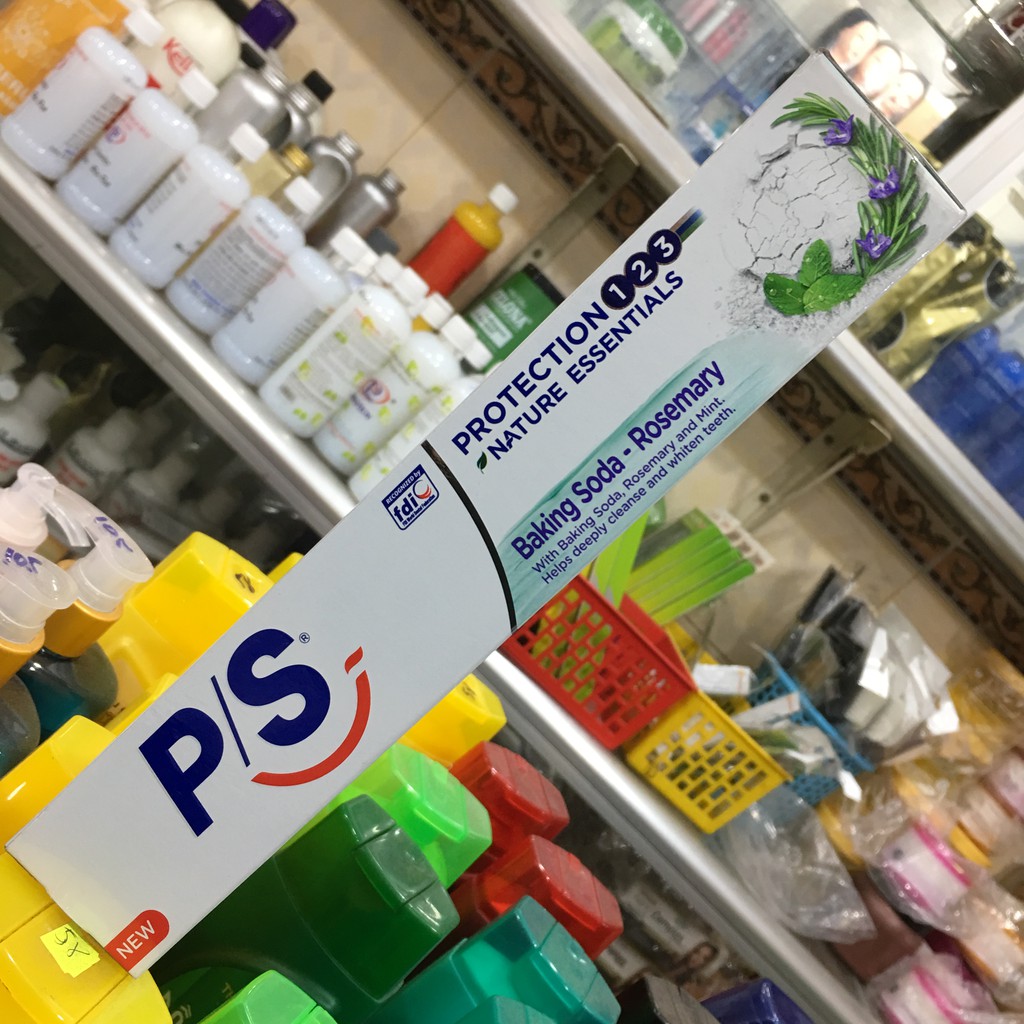 PROTECTION 123
NATURE ESSENTIALS
Baking Soda - Rosemary
With Baking Soda, Rosemary and Mint.
Helps deeply cleanse and whiten teeth.
RECOGNIZED by
fdi
P/S®
NEW